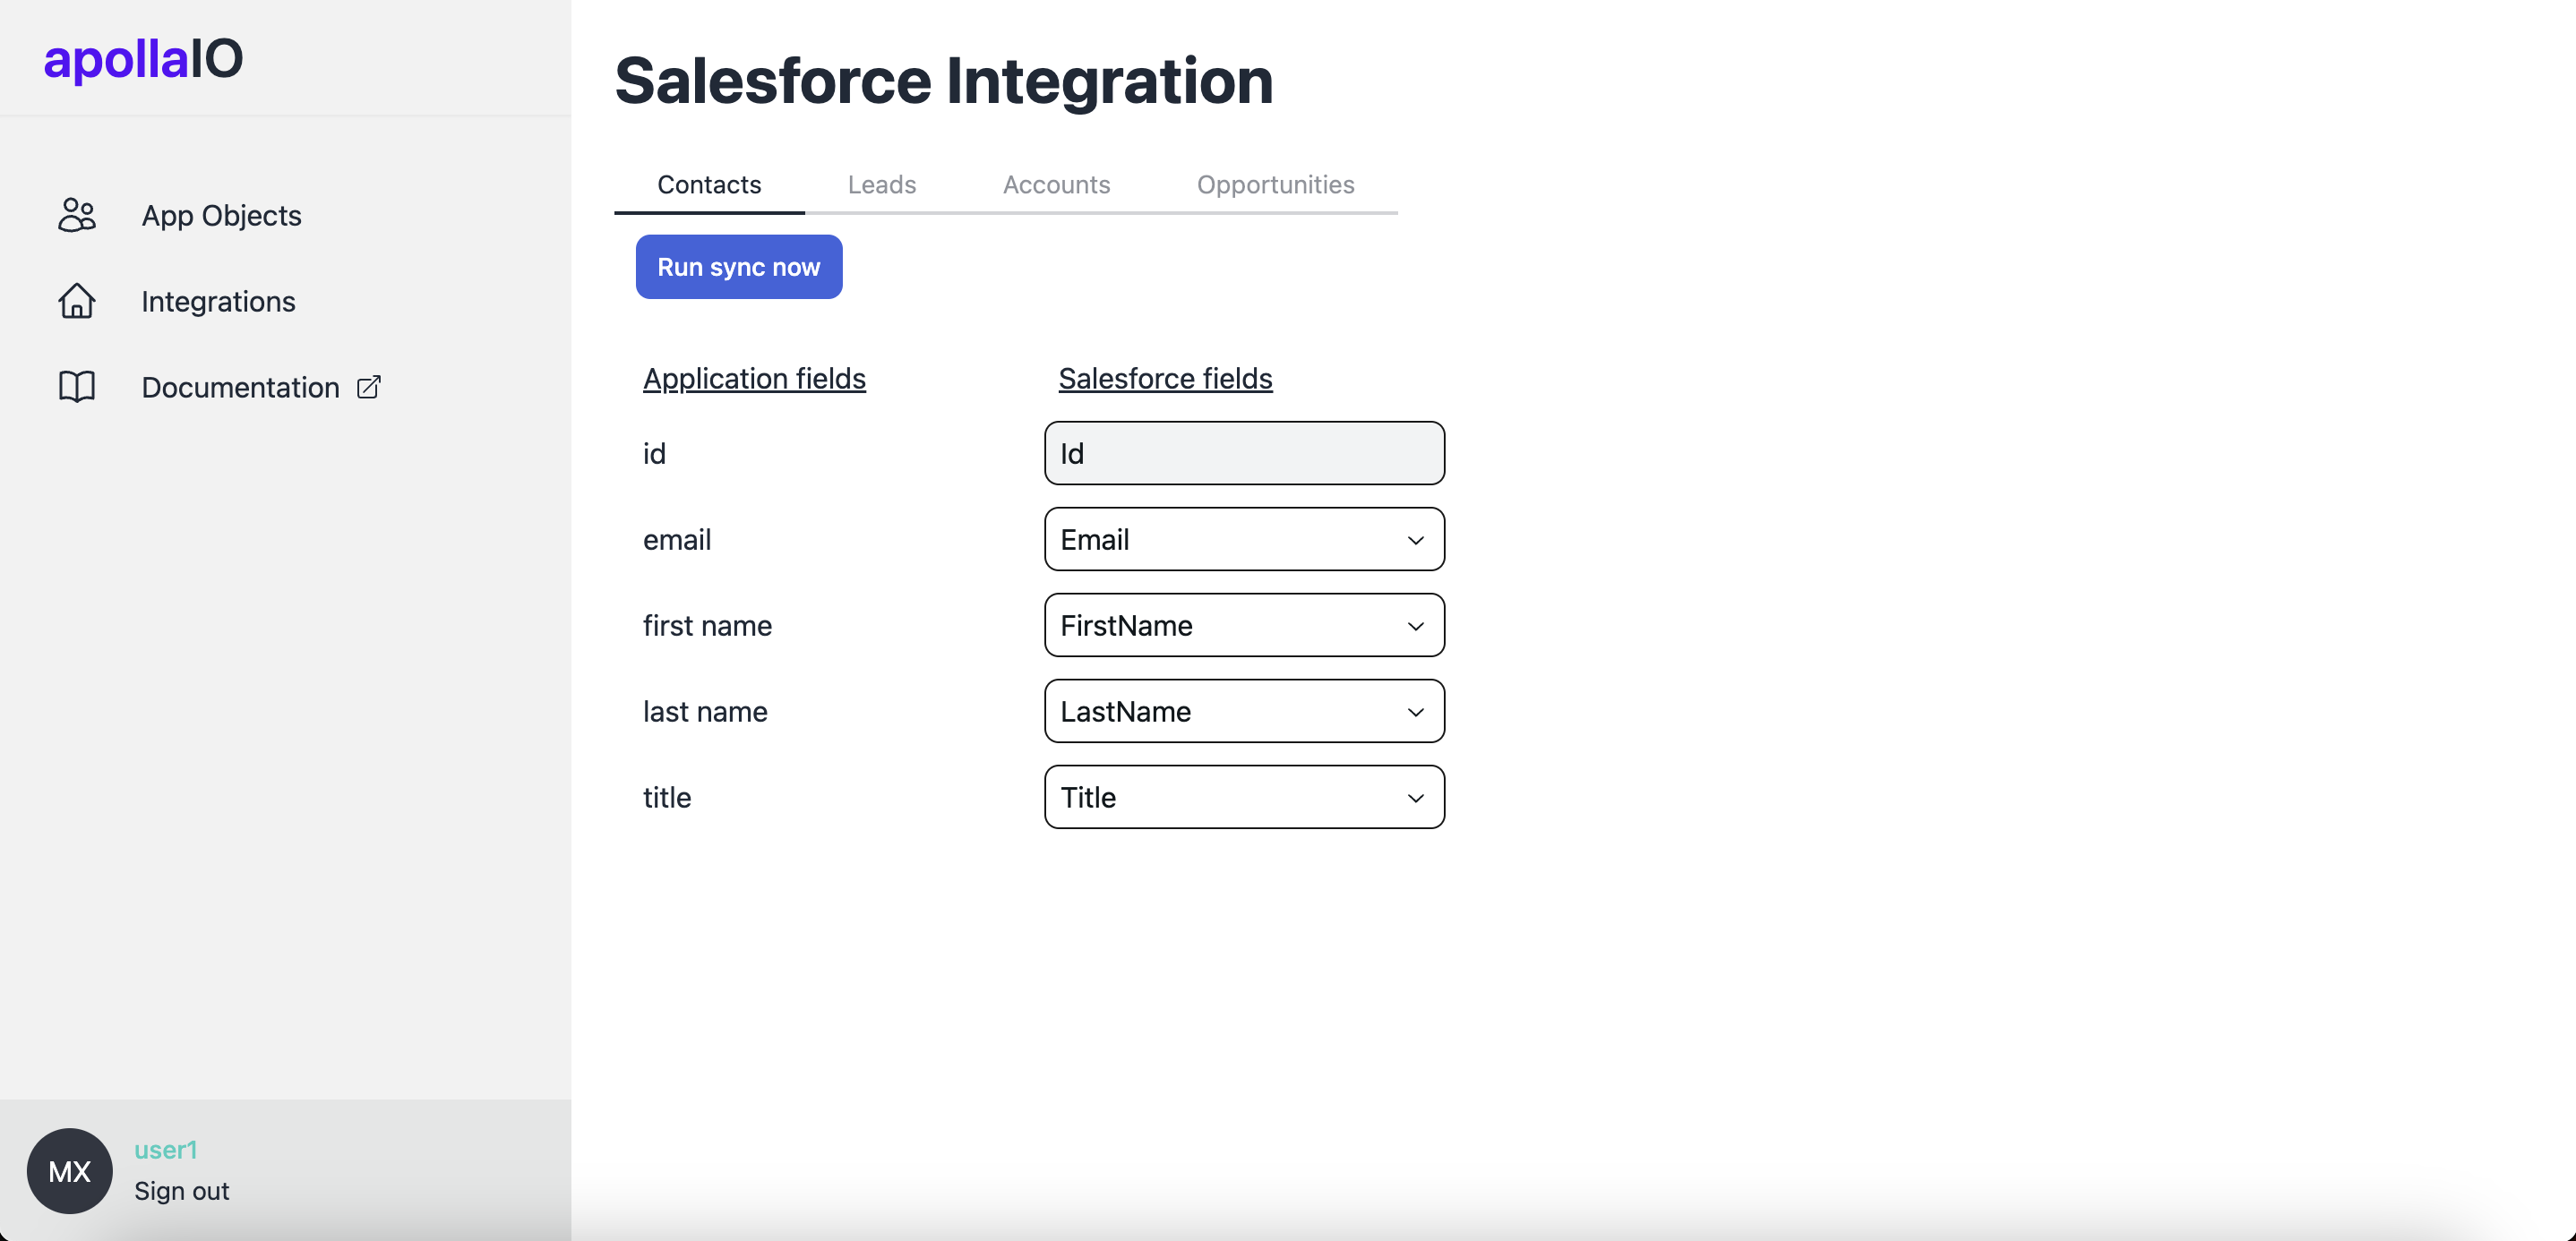 apollaIO
App Objects
Integrations
Documentation
MX
user1
Sign out
Salesforce Integration
Contacts Leads Accounts Opportunities
Run sync now
Application fields Salesforce fields
id Id
email Email
first name FirstName
last name LastName
title Title